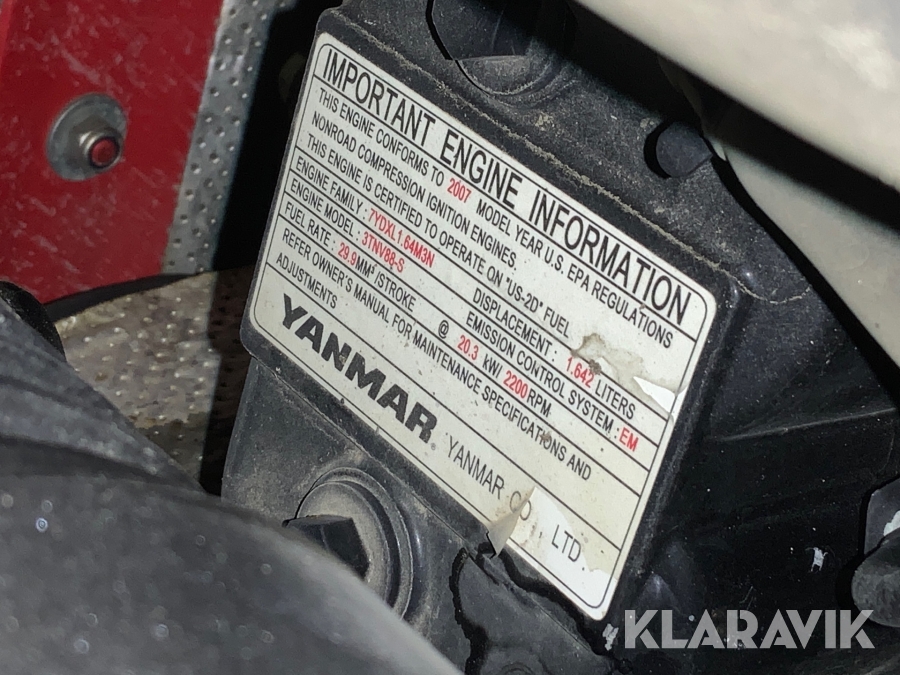 IMPORTANT ENGINE INFORMATION
THIS ENGINE CONFORMS TO 2007 MODEL YEAR U.S. EPA REGULATIONS
NONROAD COMPRESSION IGNITION ENGINES
THIS ENGINE IS CERTIFIED TO OPERATE ON "US-2D" FUEL
ENGINE FAMILY : 7YDXL1.64M3N DISPLACEMENT : 1.642 LITERS
ENGINE MODEL : 3TNV88-S EMISSION CONTROL SYSTEM : EM
FUEL RATE : 29.9MM³/STROKE @ 20.3 KW/ 2200RPM
REFER OWNER'S MANUAL FOR MAINTENANCE SPECIFICATIONS AND
ADJUSTMENTS
YANMAR® YANMAR CO LTD.
KLARAVIK